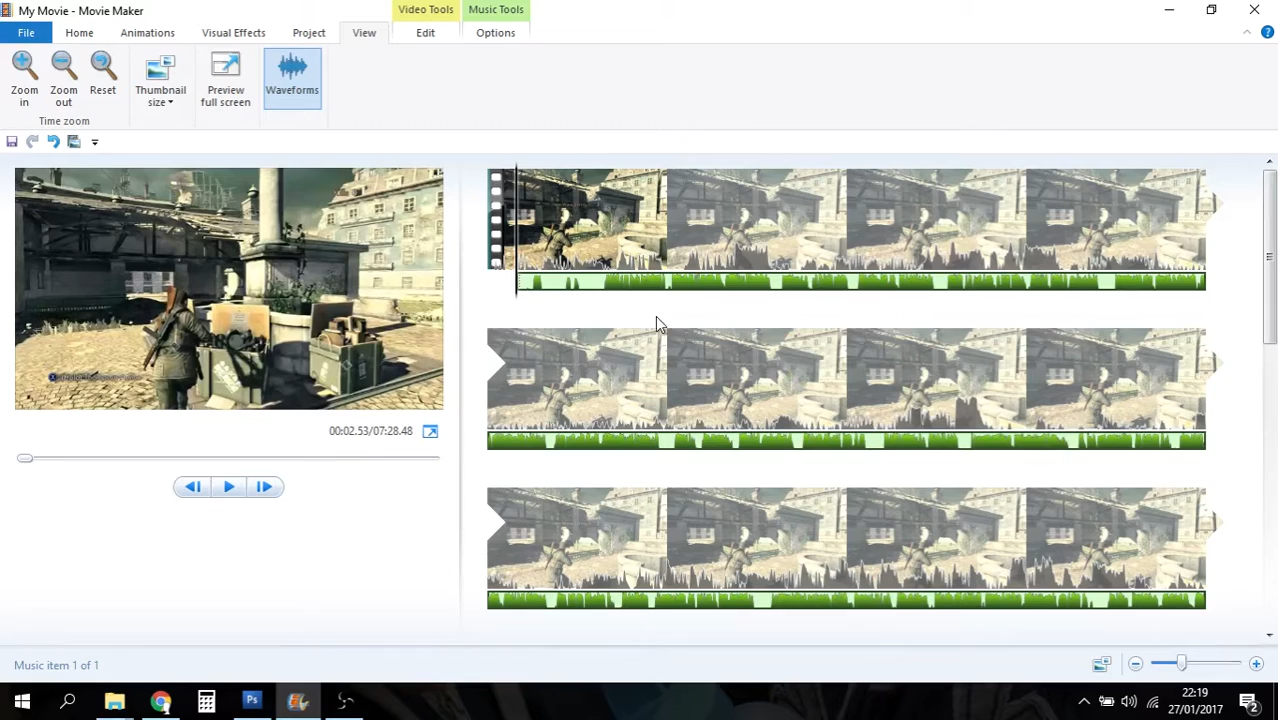 My Movie - Movie Maker
Video Tools
Music Tools
File
Home
Animations
Visual Effects
Project
View
Edit
Options
Zoom in
Zoom out
Reset
Thumbnail size
Preview full screen
Waveforms
Time zoom
00:02.53/07:28.48
Music item 1 of 1
Ps
22:19
27/01/2017
2